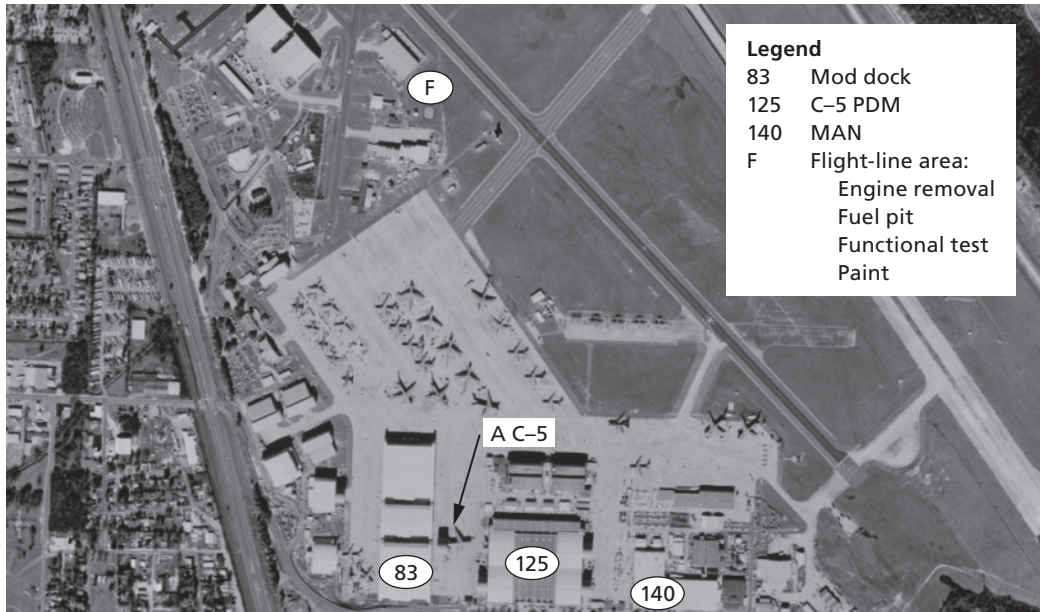 Legend
83 Mod dock
125 C–5 PDM
140 MAN
F Flight-line area:
Engine removal
Fuel pit
Functional test
Paint
F
A C–5
83
125
140